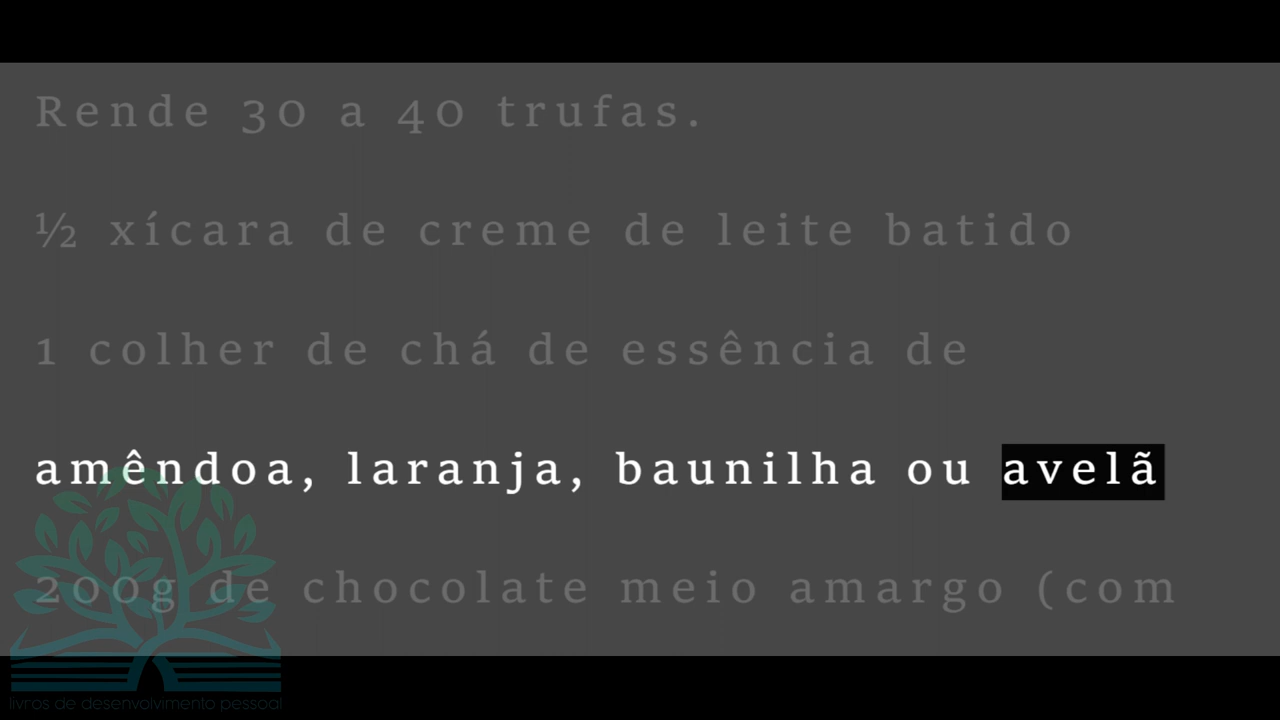 Rende 30 a 40 trufas.
½ xícara de creme de leite batido
1 colher de chá de essência de
amêndoa, laranja, baunilha ou avelã
200g de chocolate meio amargo (com
livros de desenvolvimento pessoal